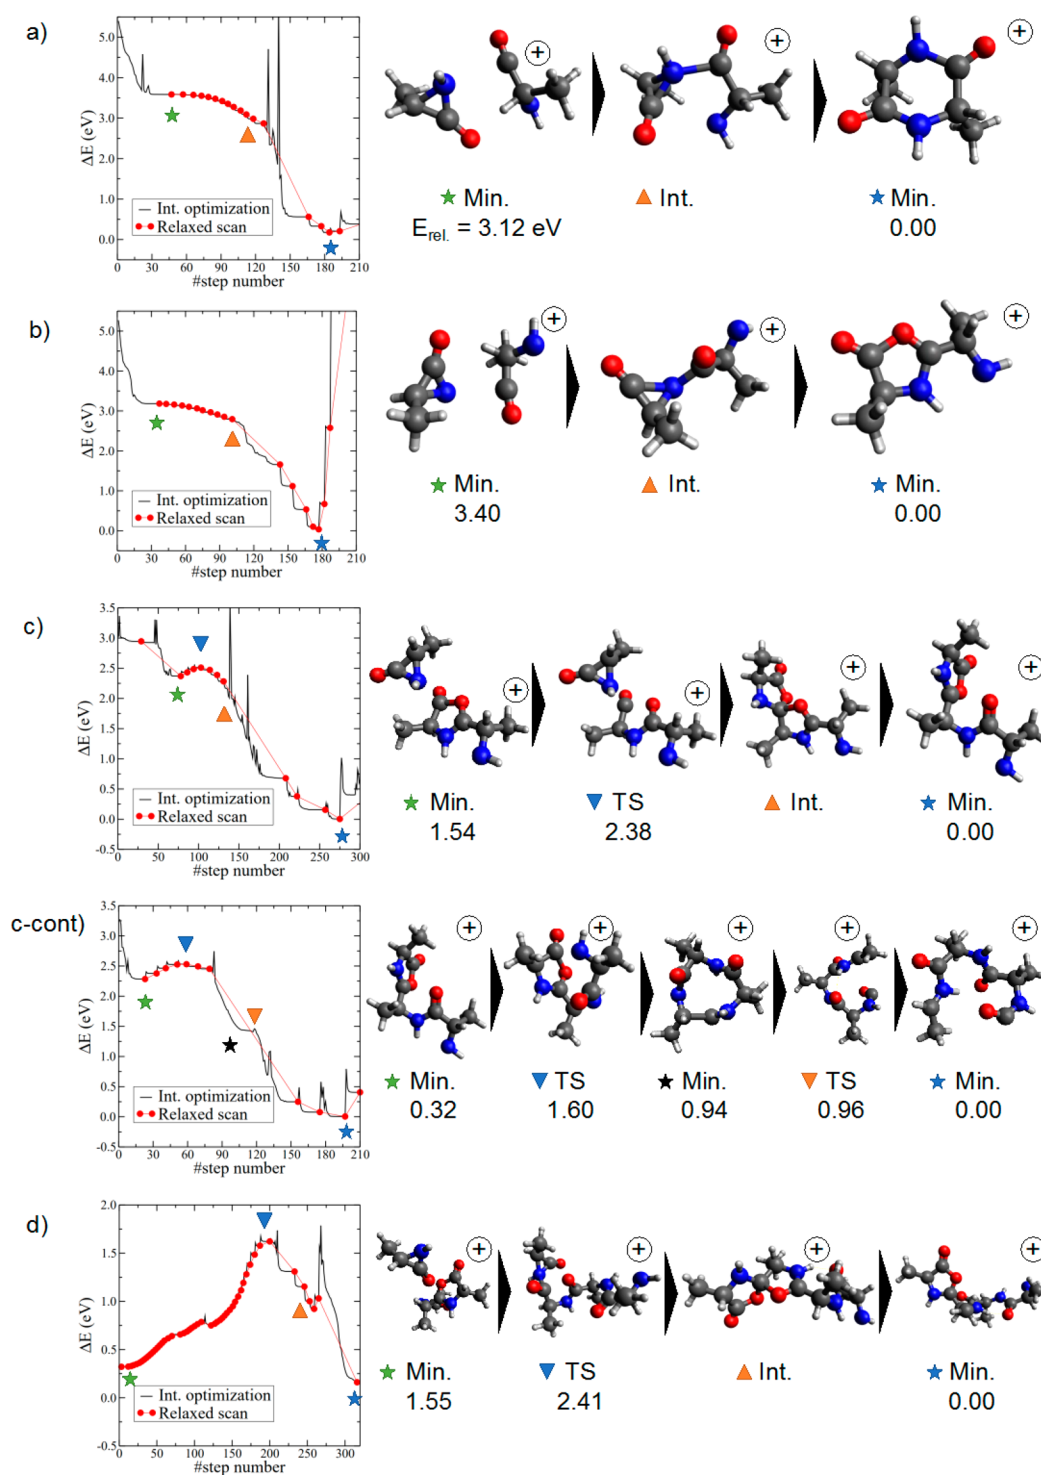 a)
5.0
4.0
3.0
2.0
1.0
0.0
ΔE (eV)
Int. optimization
Relaxed scan
0 30 60 90 120 150 180 210
#step number
+
+
+
Min.
Int.
Min.
E rel. = 3.12 eV
0.00
b)
5.0
4.0
3.0
2.0
1.0
0.0
ΔE (eV)
Int. optimization
Relaxed scan
0 30 60 90 120 150 180 210
#step number
+
+
+
Min.
Int.
Min.
3.40
0.00
c)
3.5
3.0
2.5
2.0
1.5
1.0
0.5
0.0
-0.5
ΔE (eV)
Int. optimization
Relaxed scan
0 50 100 150 200 250 300
#step number
+
+
+
+
Min.
TS
Int.
Min.
1.54
2.38
0.00
c-cont)
3.5
3.0
2.5
2.0
1.5
1.0
0.5
0.0
-0.5
ΔE (eV)
Int. optimization
Relaxed scan
0 30 60 90 120 150 180 210
#step number
+
+
+
+
+
Min.
TS
Min.
TS
Min.
0.32
1.60
0.94
0.96
0.00
d)
2.0
1.5
1.0
0.5
0.0
-0.5
ΔE (eV)
Int. optimization
Relaxed scan
0 50 100 150 200 250 300
#step number
+
+
+
+
Min.
TS
Int.
Min.
1.55
2.41
0.00